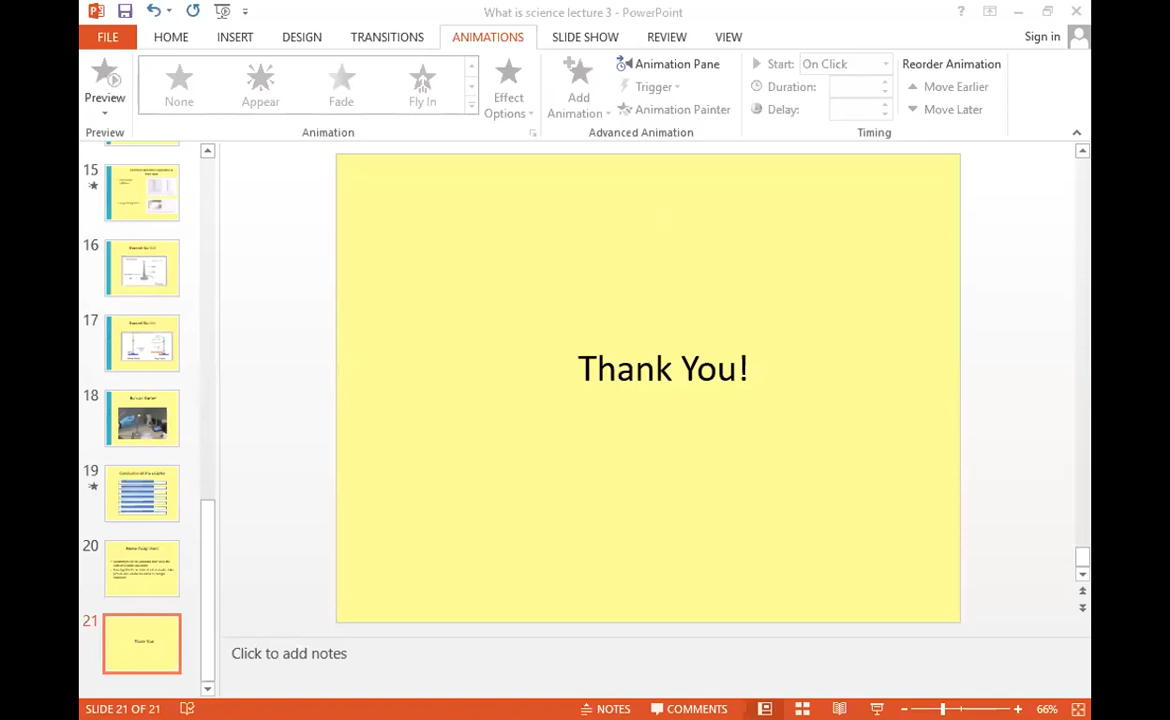 What is science lecture 3 - PowerPoint
?
FILE HOME INSERT DESIGN TRANSITIONS ANIMATIONS SLIDE SHOW REVIEW VIEW Sign in
Preview
None Appear Fade Fly In
Effect Options
Add Animation
Animation Pane
Trigger
Animation Painter
Start: On Click
Duration:
Delay:
Reorder Animation
Move Earlier
Move Later
Preview Animation Advanced Animation Timing
15
16
17
18
19
20
21
Thank You!
Click to add notes
SLIDE 21 OF 21 NOTES COMMENTS 66%